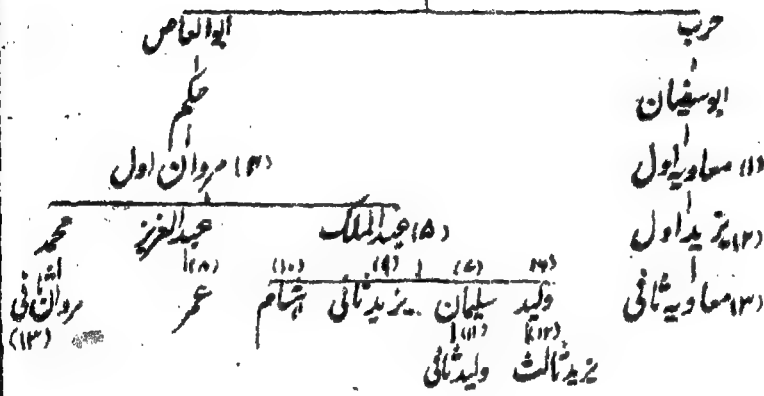 حرب ابوالعاص
ابوسفیان حکم
(۱) معاویہ اول (۴) مروان اول
(۲) یزید اول (۵) عبدالملک عبدالعزیز محمد
(۶) (۷) (۹) (۱۰) (۸)
(۳) معاویہ ثانی ولید سلیمان یزید ثانی ہشام عمر مروان ثانی
(۱۲) (۱۱) (۱۳)
یزید ثالث ولید ثانی